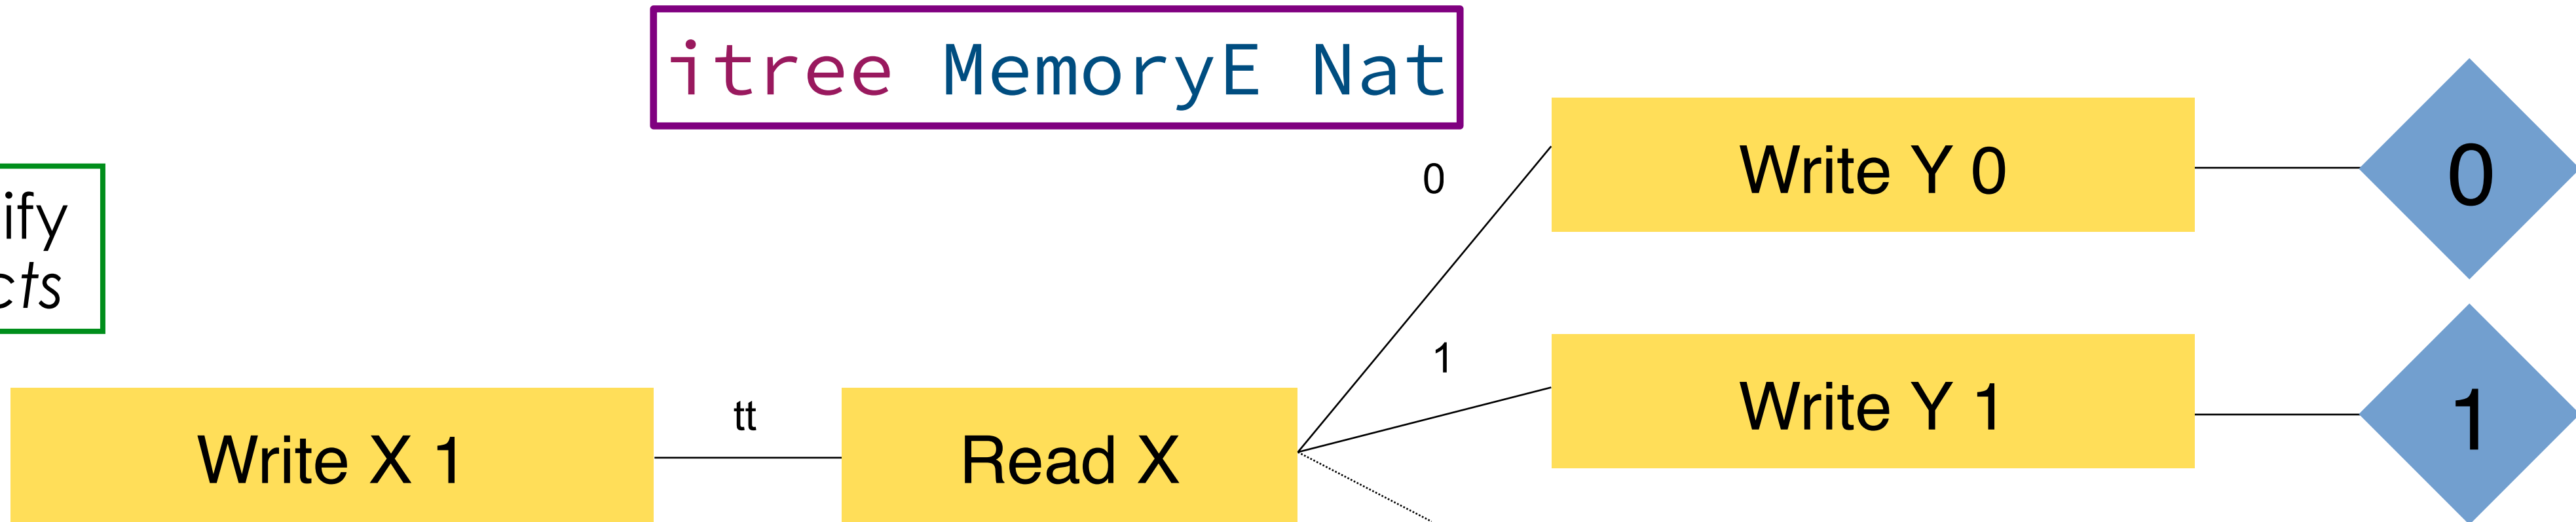 itree MemoryE Nat
ify
cts
0
Write Y 0
0
1
Write Y 1
1
Write X 1
tt
Read X